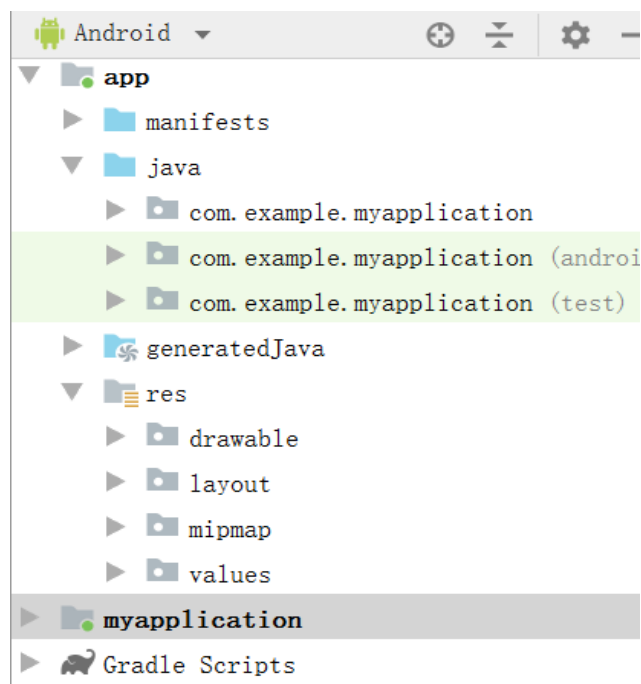 Android
app
manifests
java
com.example.myapplication
com.example.myapplication (androi
com.example.myapplication (test)
generatedJava
res
drawable
layout
mipmap
values
myapplication
Gradle Scripts